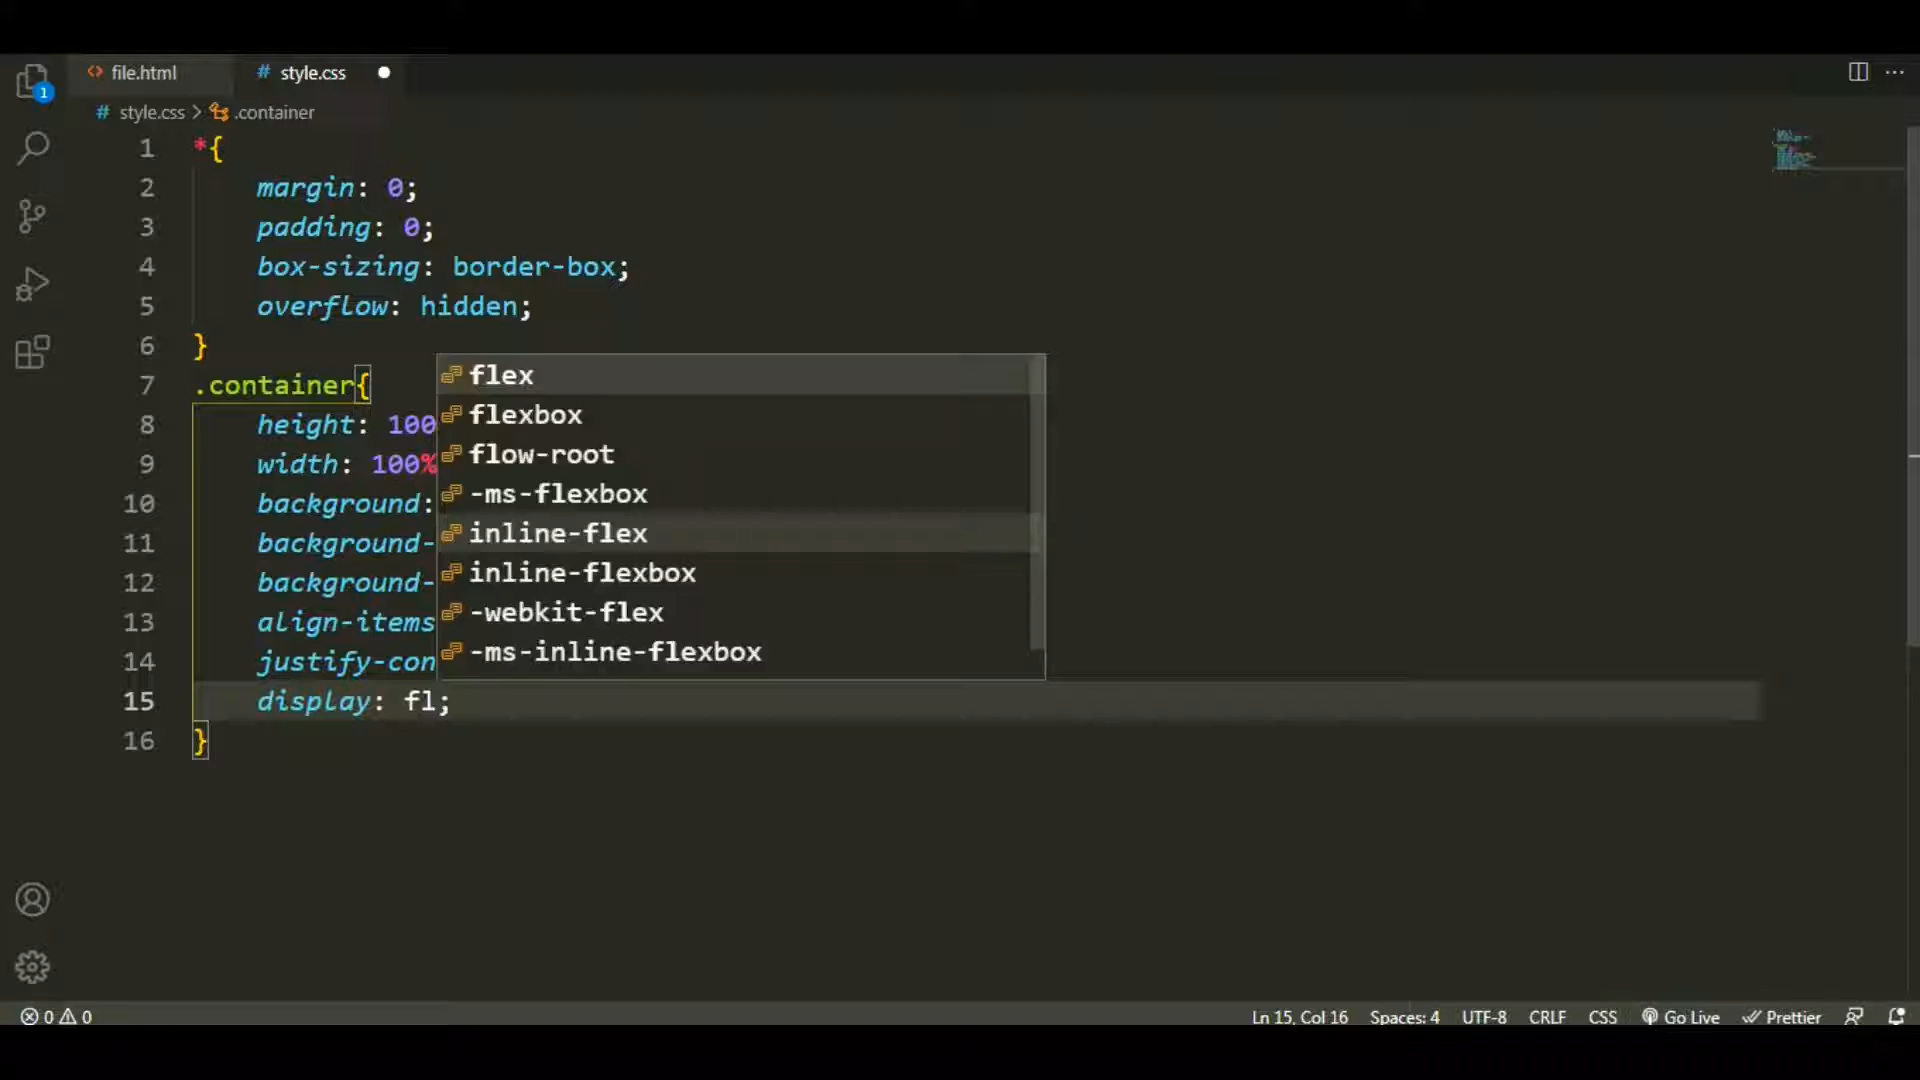 file.html
style.css
1
style.css > .container
1 *{
2 margin: 0;
3 padding: 0;
4 box-sizing: border-box;
5 overflow: hidden;
6 }
7 .container{
8 height: 100
9 width: 100%
10 background:
11 background-
12 background-
13 align-items
14 justify-con
15 display: fl;
16 }
flex
flexbox
flow-root
-ms-flexbox
inline-flex
inline-flexbox
-webkit-flex
-ms-inline-flexbox
0 0 Ln 15, Col 16 Spaces: 4 UTF-8 CRLF CSS Go Live Prettier